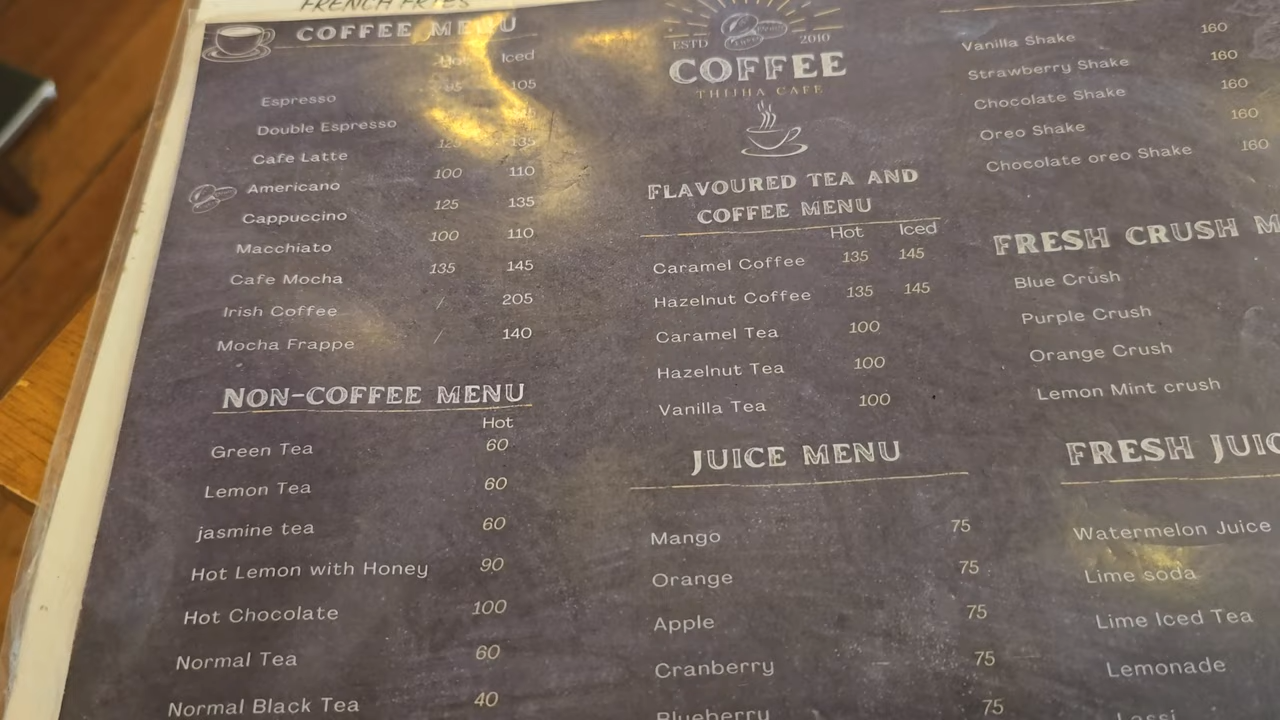 FRENCH FRIES
COFFEE MENU
Hot Iced
Espresso 105
Double Espresso
Cafe Latte 125 135
Americano 100 110
Cappuccino 125 135
Macchiato 100 110
Cafe Mocha 135 145
Irish Coffee / 205
Mocha Frappe / 140
NON-COFFEE MENU
Hot
Green Tea 60
Lemon Tea 60
jasmine tea 60
Hot Lemon with Honey 90
Hot Chocolate 100
Normal Tea 60
Normal Black Tea 40
ESTD 2010
COFFEE
THIJHA CAFE
FLAVOURED TEA AND
COFFEE MENU
Hot Iced
Caramel Coffee 135 145
Hazelnut Coffee 135 145
Caramel Tea 100
Hazelnut Tea 100
Vanilla Tea 100
JUICE MENU
Mango 75
Orange 75
Apple 75
Cranberry 75
Blueberry 75
Vanilla Shake 160
Strawberry Shake 160
Chocolate Shake 160
Oreo Shake 160
Chocolate oreo Shake 160
FRESH CRUSH M
Blue Crush
Purple Crush
Orange Crush
Lemon Mint crush
FRESH JUIC
Watermelon Juice
Lime soda
Lime Iced Tea
Lemonade
Lassi